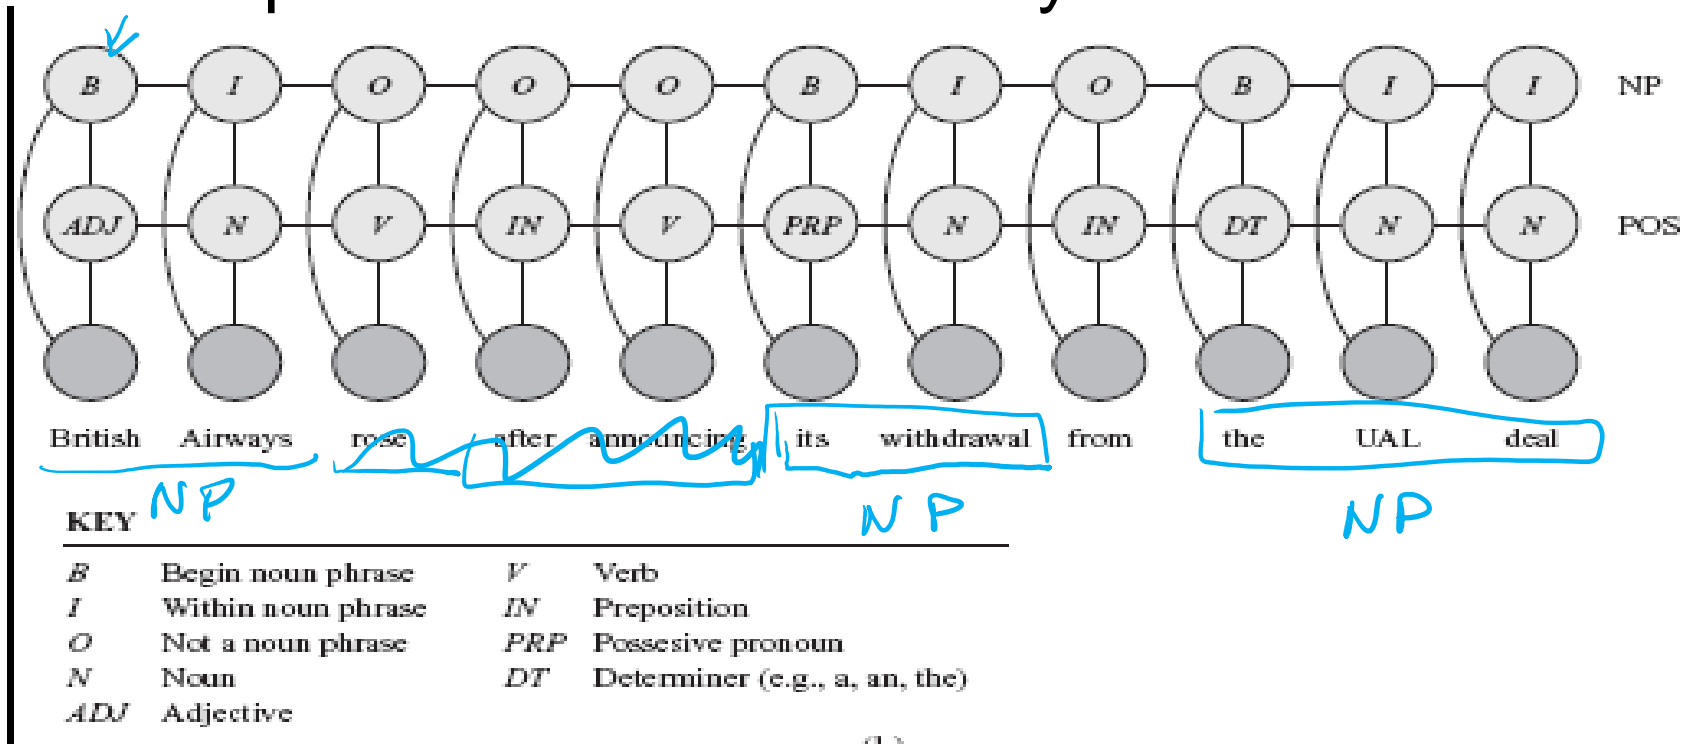 B I O O O B I O B I I NP
ADJ N V IN V PRP N IN DT N N POS
British Airways rose after announcing its withdrawal from the UAL deal
NP NP NP
KEY
B Begin noun phrase V Verb
I Within noun phrase IN Preposition
O Not a noun phrase PRP Possesive pronoun
N Noun DT Determiner (e.g., a, an, the)
ADJ Adjective